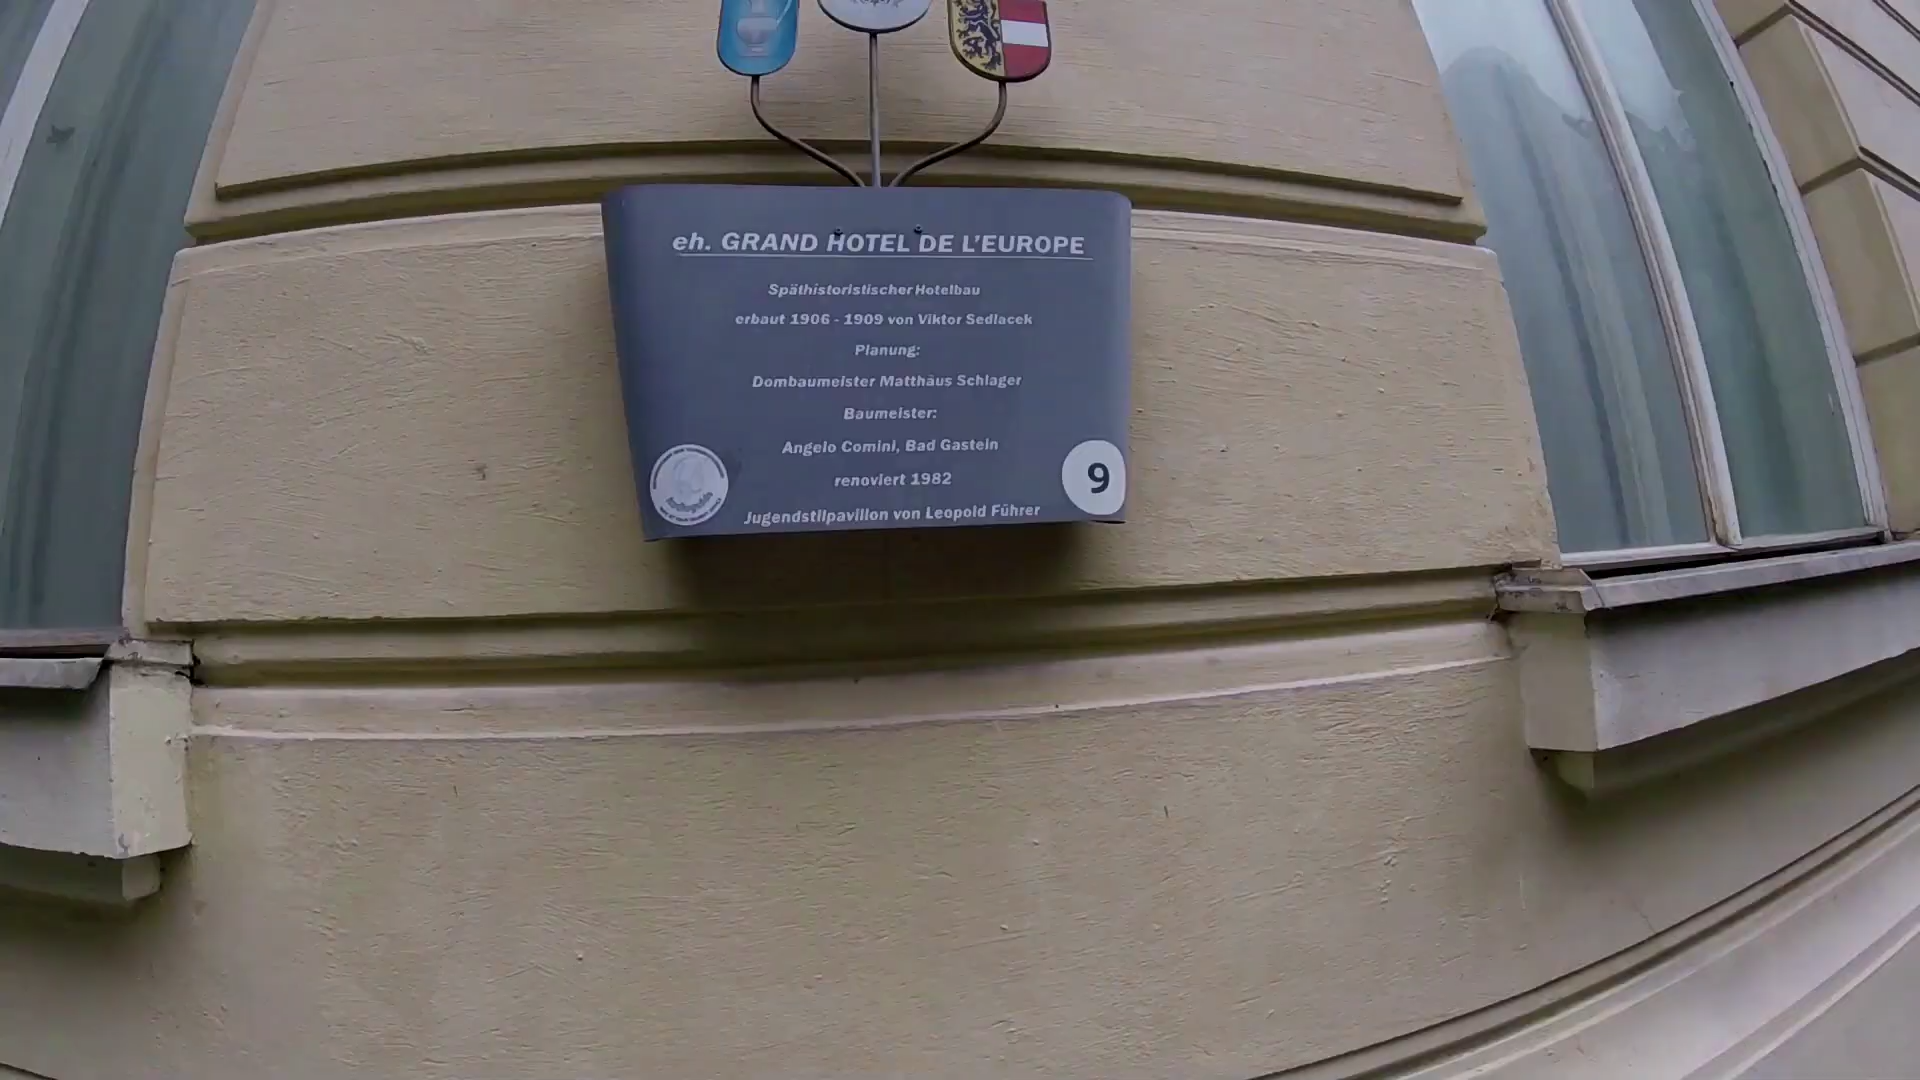 eh. GRAND HOTEL DE L'EUROPE
Späthistoristischer Hotelbau
erbaut 1906 - 1909 von Viktor Sedlacek
Planung:
Dombaumeister Matthäus Schlager
Baumeister:
Angelo Comini, Bad Gastein
renoviert 1982
Jugendstilpavillon von Leopold Führer
9